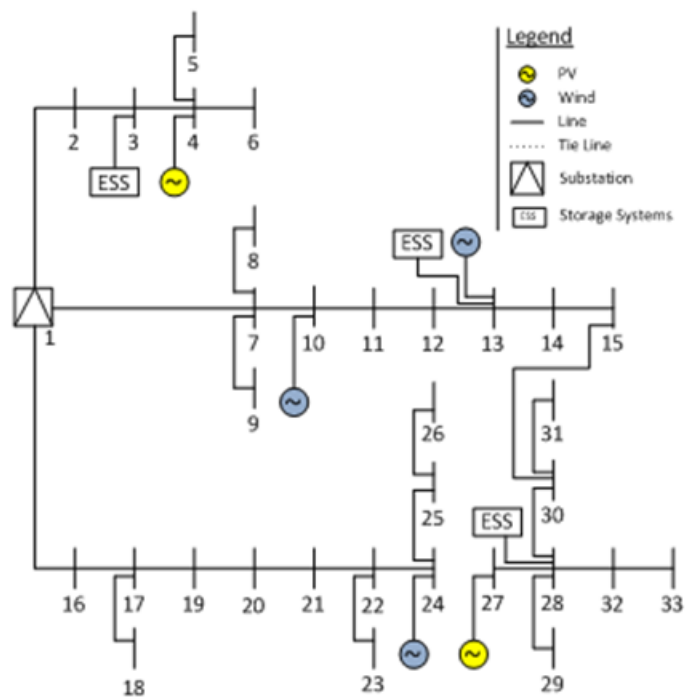 Legend
PV
Wind
Line
Tie Line
Substation
ESS Storage Systems
5
2 3 4 6
ESS
~
8
ESS
~
1
7 10 11 12 13 14 15
~
9
26
31
25
ESS
30
16 17 19 20 21 22 24 27 28 32 33
~
~
18
23
29